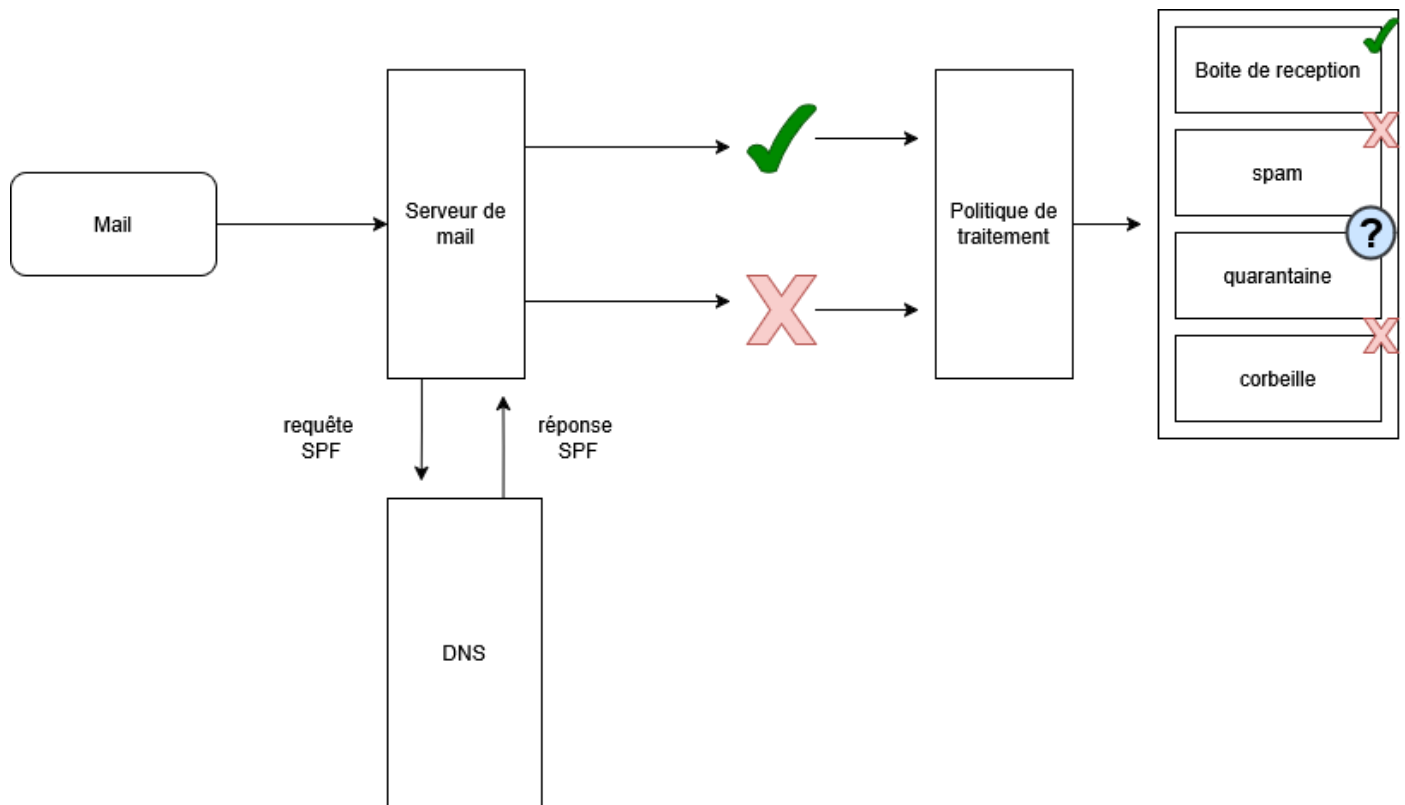 Mail
Serveur de
mail
Politique de
traitement
Boite de reception
spam
?
quarantaine
corbeille
requête
SPF
réponse
SPF
DNS